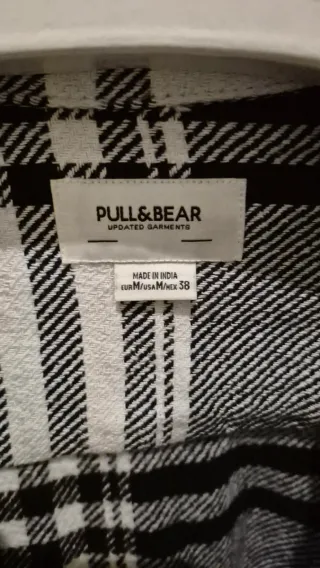 PULL&BEAR
UPDATED GARMENTS
MADE IN INDIA
EUR M/USA M/MEX 38